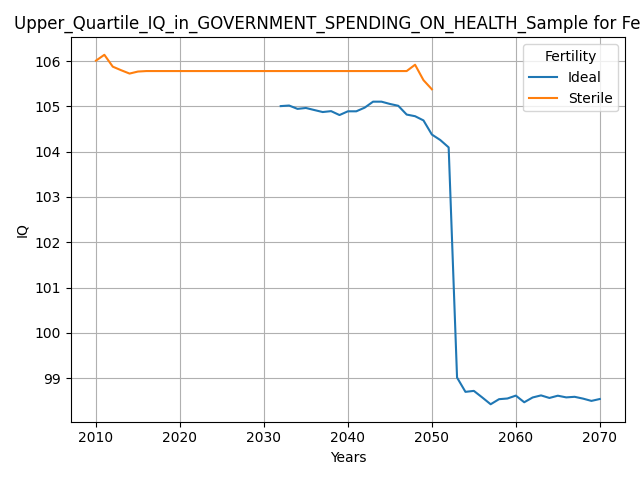 Upper_Quartile_IQ_in_GOVERNMENT_SPENDING_ON_HEALTH_Sample for Fe
Fertility
Ideal
Sterile
106
105
104
103
102
101
100
99
IQ
2010 2020 2030 2040 2050 2060 2070
Years